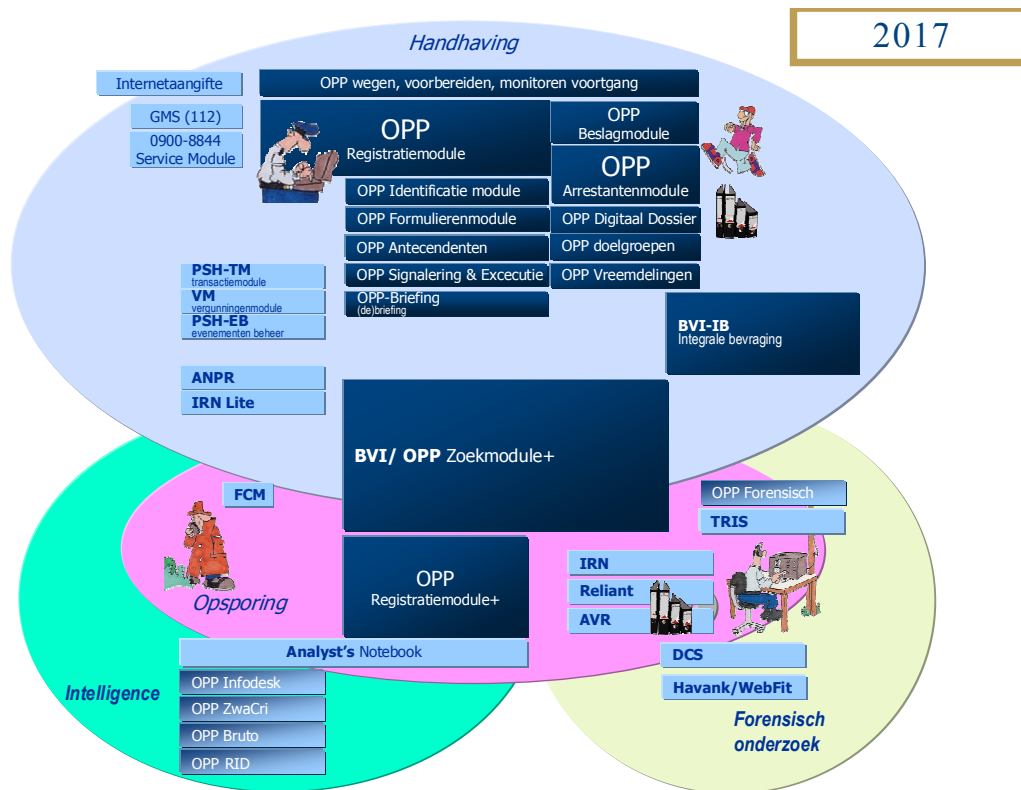 2017
Handhaving
Internetaangifte
OPP wegen, voorbereiden, monitoren voortgang
GMS (112)
0900-8844
Service Module
OPP
Registratiemodule
OPP
Beslagmodule
OPP
Arrestantenmodule
OPP Identificatie module
OPP Formulierenmodule
OPP Digitaal Dossier
OPP Antecendenten
OPP doelgroepen
OPP Signalering & Excecutie
OPP Vreemdelingen
OPP-Briefing
(de)briefing
PSH-TM
transactiemodule
VM
vergunningenmodule
PSH-EB
evenementen beheer
BVI-IB
Integrale bevraging
ANPR
IRN Lite
BVI/ OPP Zoekmodule+
FCM
OPP Forensisch
TRIS
OPP
Registratiemodule+
IRN
Reliant
AVR
Opsporing
Analyst's Notebook
DCS
Havank/WebFit
Intelligence
OPP Infodesk
OPP ZwaCri
OPP Bruto
OPP RID
Forensisch
onderzoek